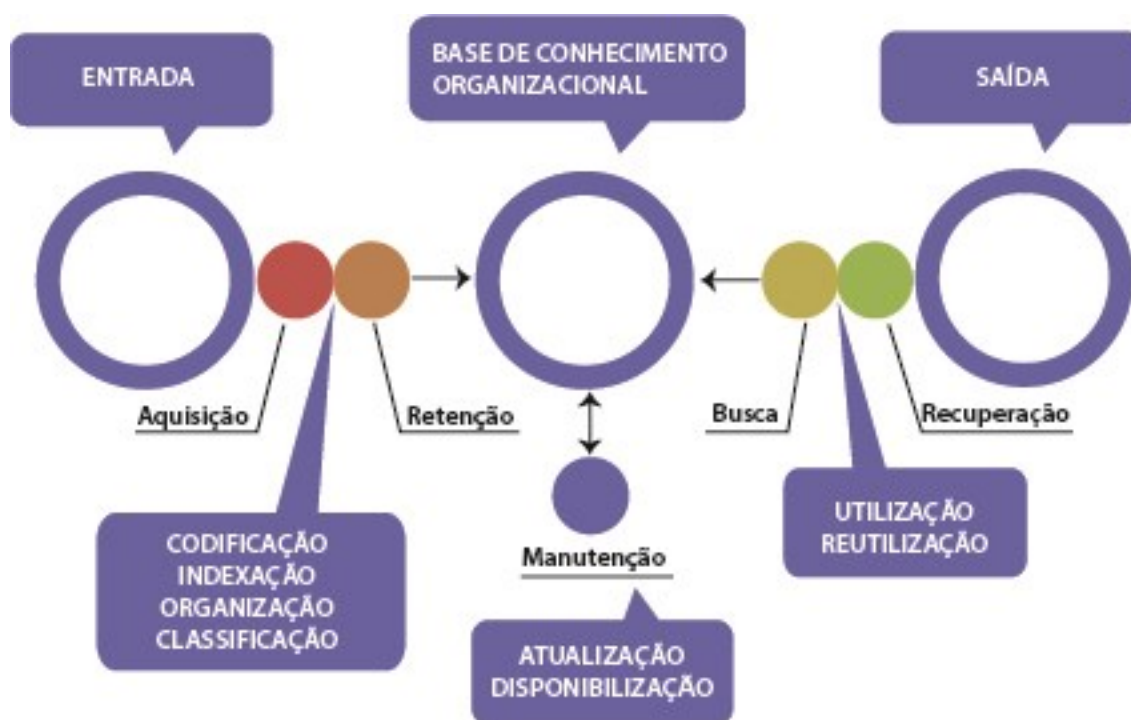 ENTRADA
BASE DE CONHECIMENTO
ORGANIZACIONAL
SAÍDA
Aquisição
Retenção
Busca
Recuperação
CODIFICAÇÃO
INDEXAÇÃO
ORGANIZAÇÃO
CLASSIFICAÇÃO
Manutenção
UTILIZAÇÃO
REUTILIZAÇÃO
ATUALIZAÇÃO
DISPONIBILIZAÇÃO